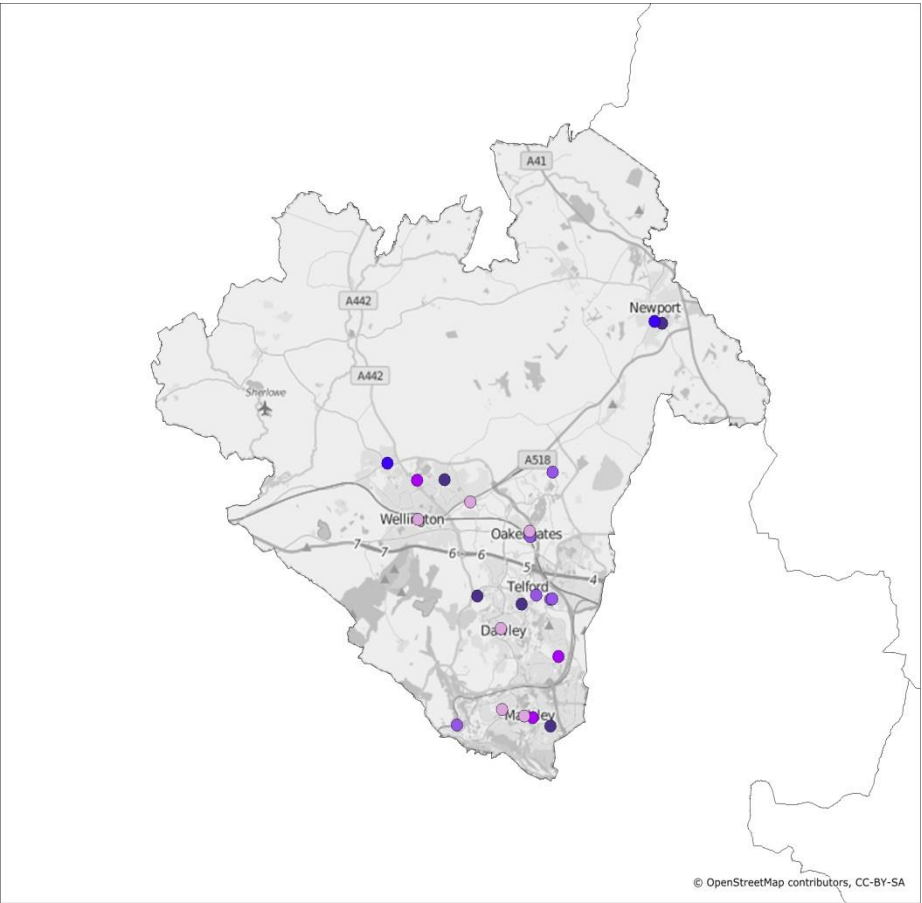 A41
Newport
A442
A442
Sherlowe
A518
Wellington
Oakengates
7
7
6
6
5
4
Telford
Dawley
Madeley
© OpenStreetMap contributors, CC-BY-SA